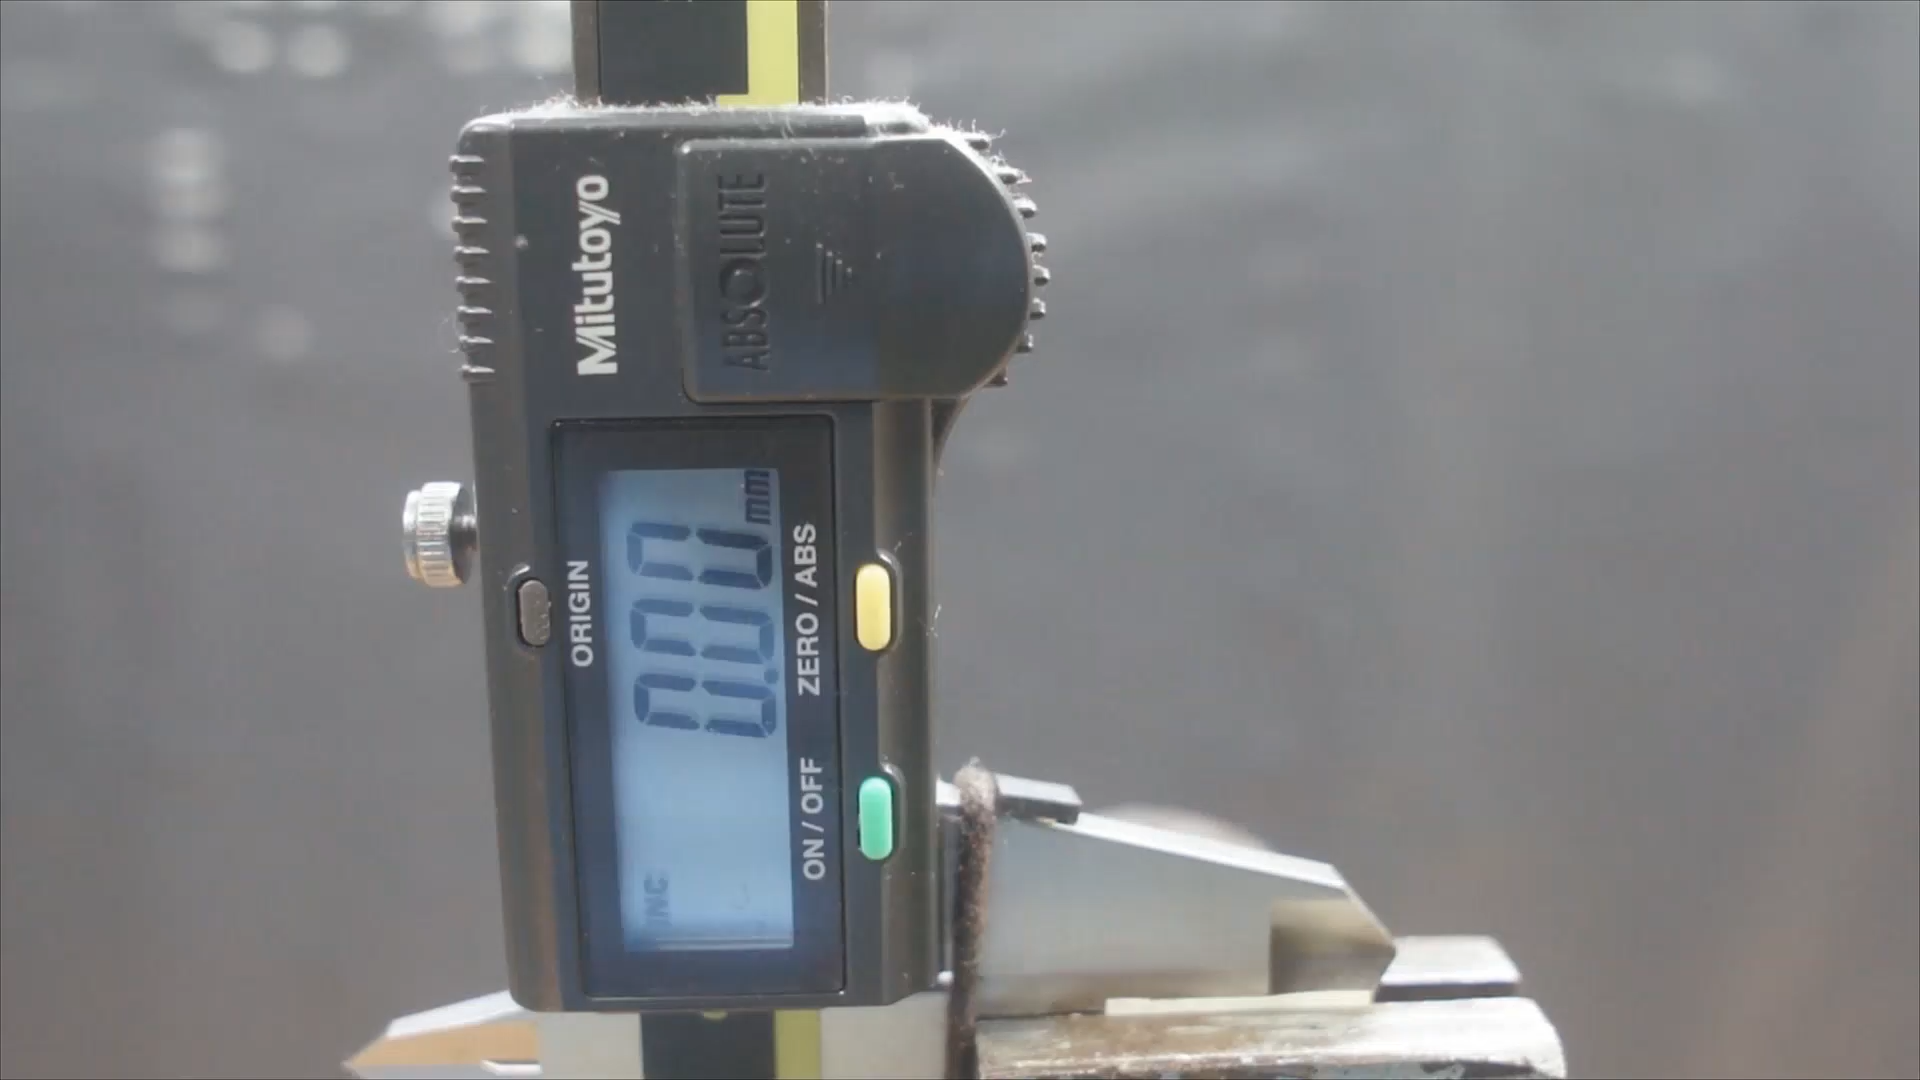 Mitutoyo
ABSOLUTE
ORIGIN
INC
0.00
mm
ON / OFF
ZERO / ABS